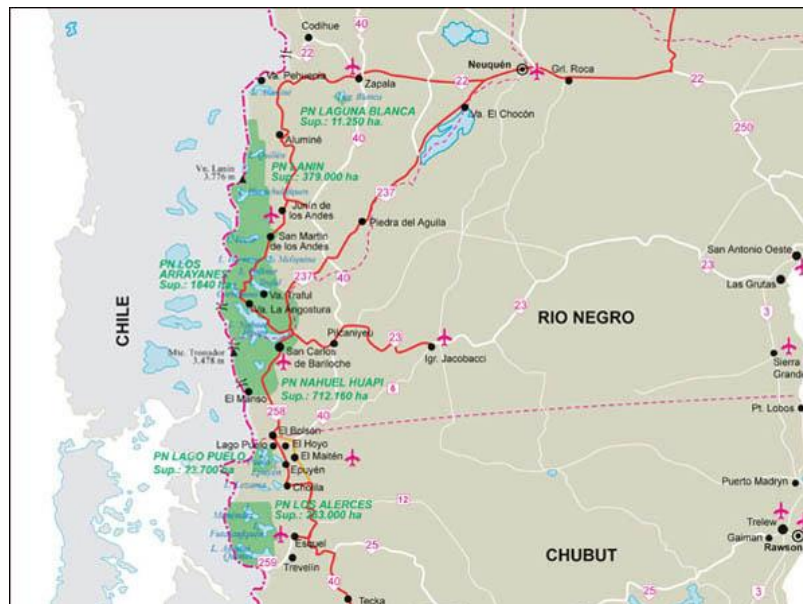 40
Codihue
22
Va. Pehuenia
Zapala
Neuquén
Grl. Roca
22
22
L. Aluminé
Lag. Blanca
PN LAGUNA BLANCA
Sup.: 11.250 ha.
Va. El Chocón
40
250
Aluminé
L. Quillén
Vn. Lanín
3.776 m
PN LANIN
Sup.: 379.000 ha
237
Junín de
los Andes
Piedra del Aguila
San Martín
de los Andes
San Antonio Oeste
23
23
Las Grutas
PN LOS
ARRAYANES
Sup.: 1840 ha
237
40
Va. Traful
Va. La Angostura
23
3
CHILE
RIO NEGRO
Pilcaniyeu
23
Mte. Tronador
3.478 m
San Carlos
de Bariloche
Igr. Jacobacci
Sierra
Grande
PN NAHUEL HUAPI
Sup.: 712.160 ha
6
El Manso
Pt. Lobos
258
40
El Bolsón
Lago Puelo
El Hoyo
PN LAGO PUELO
Sup.: 23.700 ha
El Maitén
Epuyén
Cholila
Puerto Madryn
12
PN LOS ALERCES
Sup.: 263.000 ha
Trelew
Esquel
Gaiman
Rawson
25
CHUBUT
259
Trevelín
40
25
3
Tecka